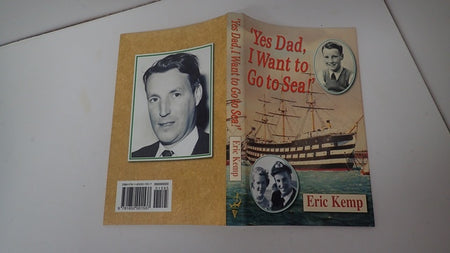 'Yes Dad,
I Want to
Go to Sea!'
Eric Kemp
'Yes Dad, I Want to Go to Sea!'
Eric Kemp